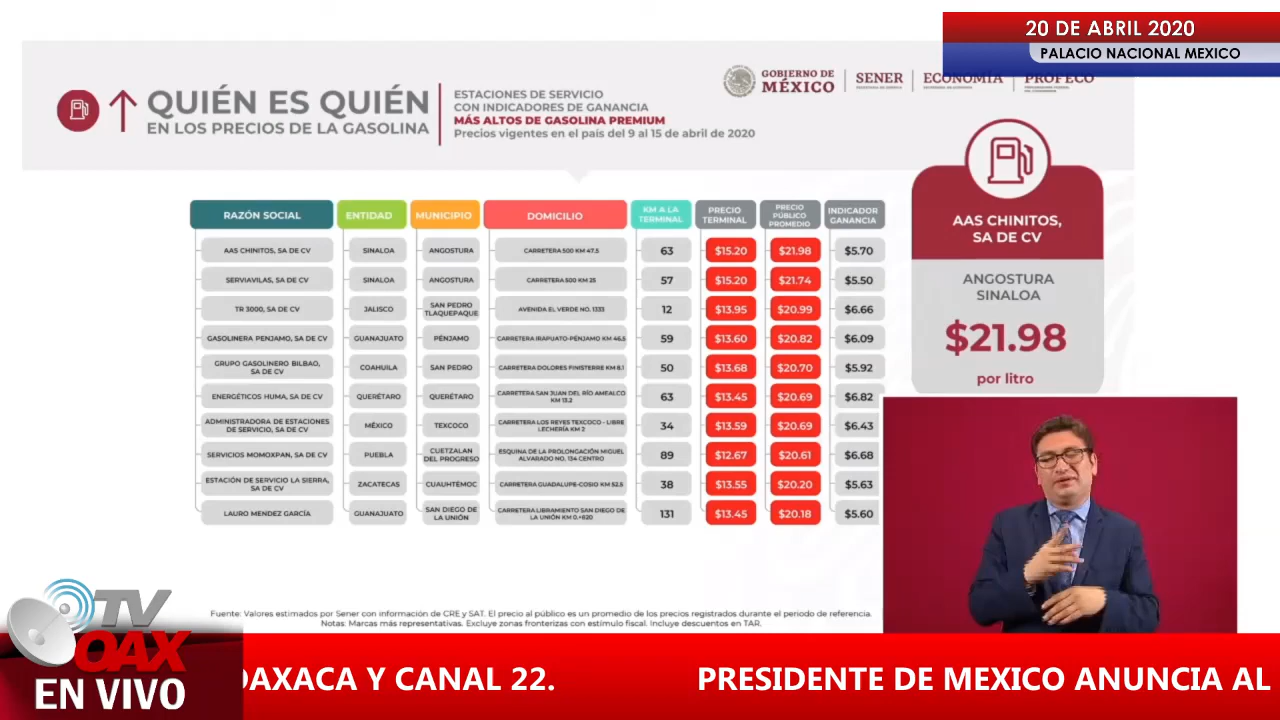 20 DE ABRIL 2020
PALACIO NACIONAL MEXICO
QUIÉN ES QUIÉN
EN LOS PRECIOS DE LA GASOLINA
ESTACIONES DE SERVICIO
CON INDICADORES DE GANANCIA
MÁS ALTOS DE GASOLINA PREMIUM
Precios vigentes en el país del 9 al 15 de abril de 2020
GOBIERNO DE
MÉXICO
SENER
ECONOMÍA
PROFECO
RAZÓN SOCIAL ENTIDAD MUNICIPIO DOMICILIO KM A LA TERMINAL PRECIO TERMINAL PRECIO PÚBLICO PROMEDIO INDICADOR GANANCIA
AAS CHINITOS, SA DE CV SINALOA ANGOSTURA CARRETERA 500 KM 47.5 63 $15.20 $21.98 $5.70
SERVIAVILAS, SA DE CV SINALOA ANGOSTURA CARRETERA 500 KM 25 57 $15.20 $21.74 $5.50
TR 3000, SA DE CV JALISCO SAN PEDRO TLAQUEPAQUE AVENIDA EL VERDE NO. 1333 12 $13.95 $20.99 $6.66
GASOLINERA PENJAMO, SA DE CV GUANAJUATO PÉNJAMO CARRETERA IRAPUATO-PÉNJAMO KM 46.5 59 $13.60 $20.82 $6.09
GRUPO GASOLINERO BILBAO, SA DE CV COAHUILA SAN PEDRO CARRETERA DOLORES FINISTERRE KM 8.1 50 $13.68 $20.70 $5.92
ENERGÉTICOS HUMA, SA DE CV QUERÉTARO QUERÉTARO CARRETERA SAN JUAN DEL RÍO AMEALCO KM 13.2 63 $13.45 $20.69 $6.82
ADMINISTRADORA DE ESTACIONES DE SERVICIO, SA DE CV MÉXICO TEXCOCO CARRETERA LOS REYES TEXCOCO - LIBRE LECHERÍA KM 2 34 $13.59 $20.69 $6.43
SERVICIOS MOMOXPAN, SA DE CV PUEBLA CUETZALAN DEL PROGRESO ESQUINA DE LA PROLONGACIÓN MIGUEL ALVARADO NO. 134 CENTRO 89 $12.67 $20.61 $6.68
ESTACIÓN DE SERVICIO LA SIERRA, SA DE CV ZACATECAS CUAUHTÉMOC CARRETERA GUADALUPE-COSIO KM 52.5 38 $13.55 $20.20 $5.63
LAURO MENDEZ GARCÍA GUANAJUATO SAN DIEGO DE LA UNIÓN CARRETERA LIBRAMIENTO SAN DIEGO DE LA UNIÓN KM 0.+820 131 $13.45 $20.18 $5.60
AAS CHINITOS,
SA DE CV
ANGOSTURA
SINALOA
$21.98
por litro
Fuente: Valores estimados por Sener con información de CRE y SAT. El precio al público es un promedio de los precios registrados durante el periodo de referencia.
Notas: Marcas más representativas. Excluye zonas fronterizas con estímulo fiscal. Incluye descuentos en TAR.
TV
OAX
EN VIVO
OAXACA Y CANAL 22. PRESIDENTE DE MEXICO ANUNCIA AL